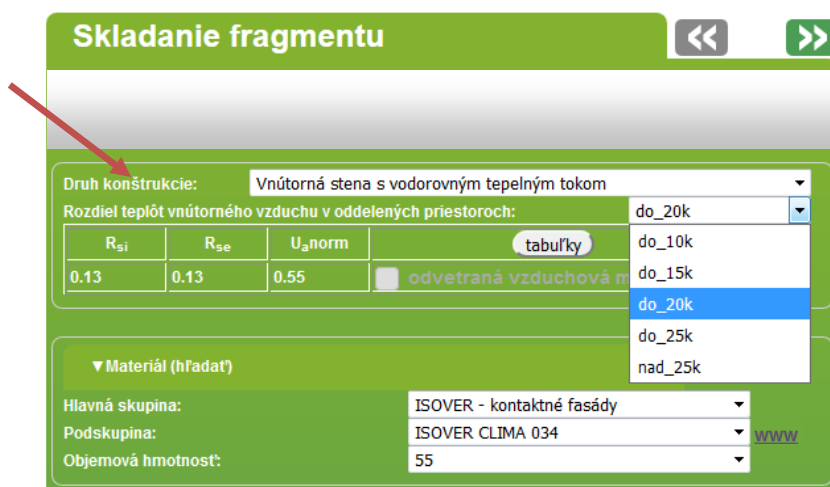 Skladanie fragmentu
Druh konštrukcie: Vnútorná stena s vodorovným tepelným tokom
Rozdiel teplôt vnútorného vzduchu v oddelených priestoroch: do_20k
Rsi Rse Uanorm tabuľky
0.13 0.13 0.55 odvetraná vzduchová m
do_10k
do_15k
do_20k
do_25k
nad_25k
▼Materiál (hľadať)
Hlavná skupina: ISOVER - kontaktné fasády
Podskupina: ISOVER CLIMA 034 www
Objemová hmotnosť: 55